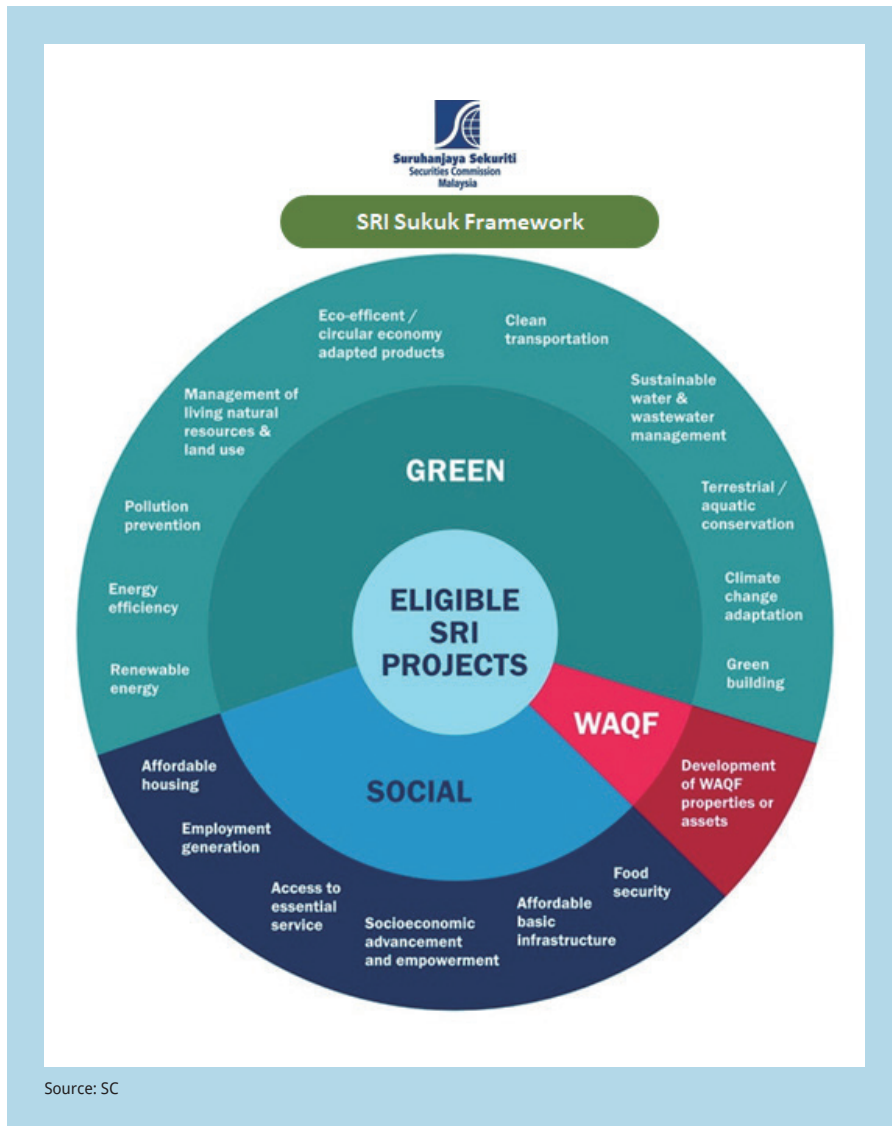 Suruhanjaya Sekuriti
Securities Commission
Malaysia
SRI Sukuk Framework
Eco-efficent /
circular economy
adapted products
Clean
transportation
Management of
living natural
resources &
land use
Sustainable
water &
wastewater
management
GREEN
Pollution
prevention
Terrestrial /
aquatic
conservation
Energy
efficiency
Climate
change
adaptation
ELIGIBLE
SRI
PROJECTS
Renewable
energy
Green
building
WAQF
Affordable
housing
SOCIAL
Development
of WAQF
properties or
assets
Employment
generation
Access to
essential
service
Socioeconomic
advancement
and empowerment
Affordable
basic
infrastructure
Food
security
Source: SC